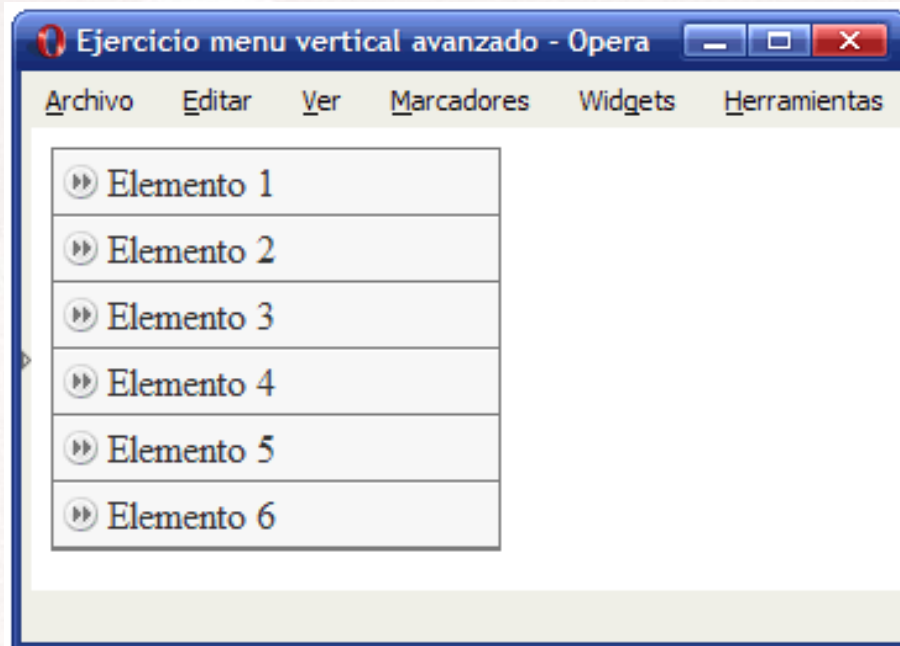 Ejercicio menu vertical avanzado - Opera
Archivo Editar Ver Marcadores Widgets Herramientas
Elemento 1
Elemento 2
Elemento 3
Elemento 4
Elemento 5
Elemento 6